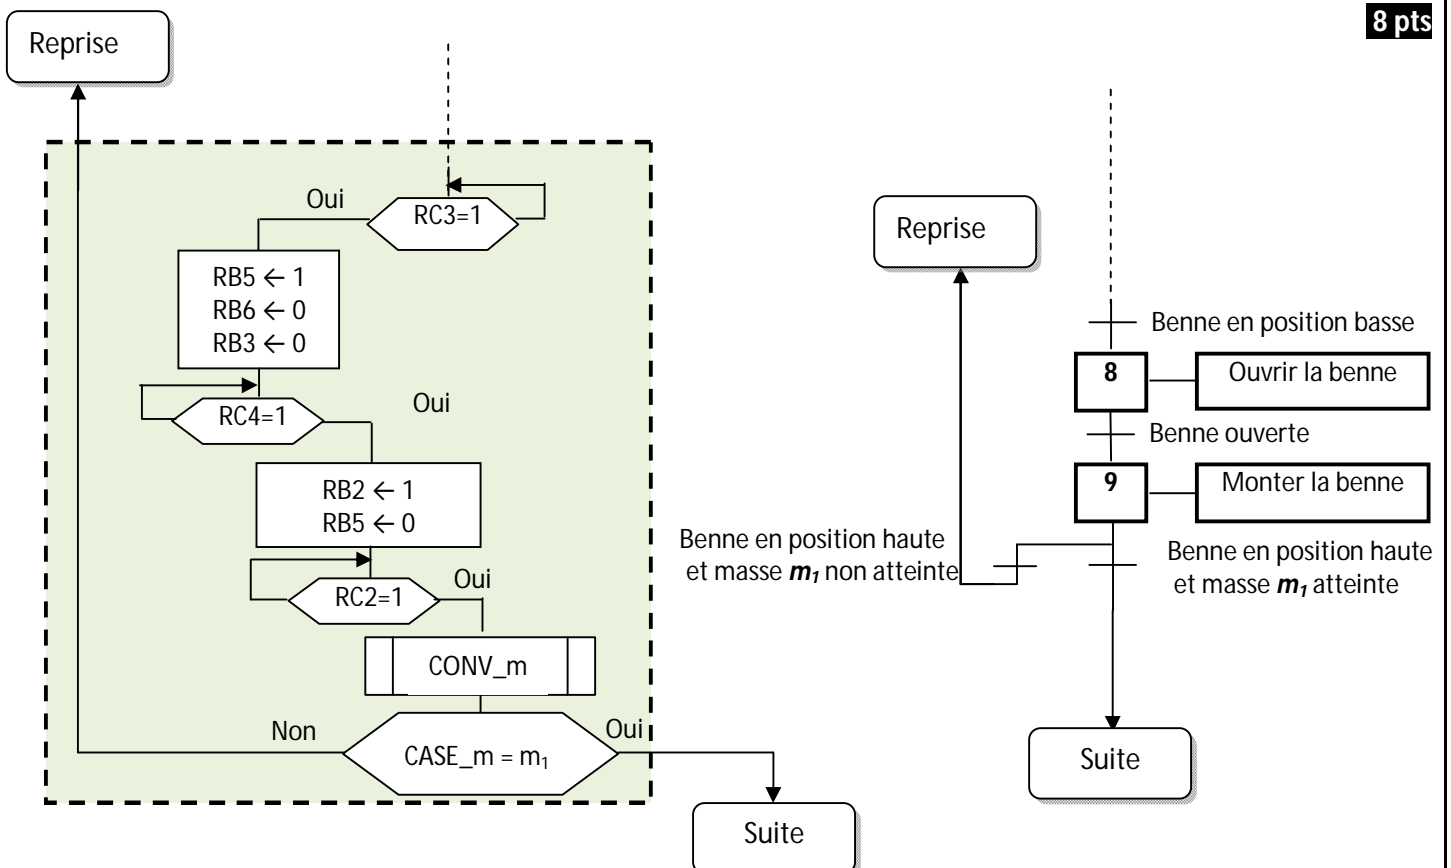 8 pts
Reprise
Oui
RC3=1
RB5 ← 1
RB6 ← 0
RB3 ← 0
RC4=1
Oui
RB2 ← 1
RB5 ← 0
RC2=1
Oui
CONV_m
Non
CASE_m = m₁
Oui
Suite
Reprise
Benne en position basse
8
Ouvrir la benne
Benne ouverte
9
Monter la benne
Benne en position haute
et masse m₁ non atteinte
Benne en position haute
et masse m₁ atteinte
Suite